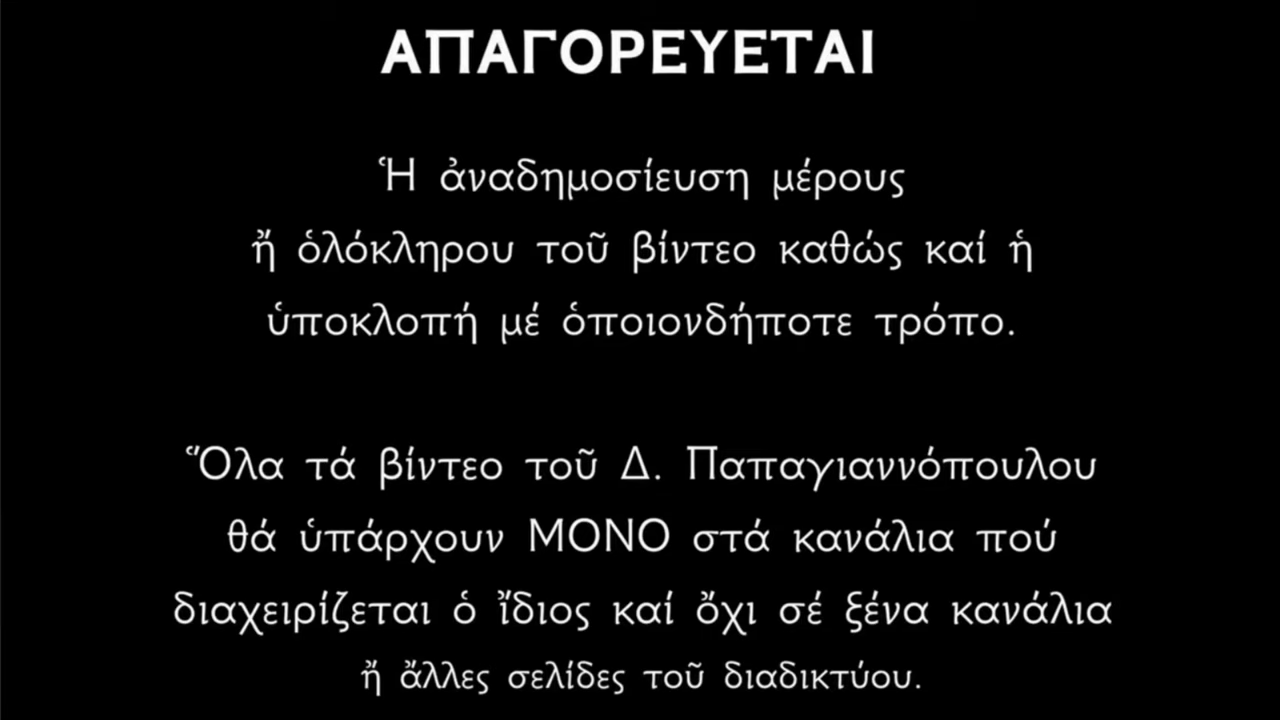 ΑΠΑΓΟΡΕΥΕΤΑΙ
Ἡ ἀναδημοσίευση μέρους
ἤ ὁλόκληρου τοῦ βίντεο καθώς καί ἡ
ὑποκλοπή μέ ὁποιονδήποτε τρόπο.
Ὅλα τά βίντεο τοῦ Δ. Παπαγιαννόπουλου
θά ὑπάρχουν ΜΟΝΟ στά κανάλια πού
διαχειρίζεται ὁ ἴδιος καί ὄχι σέ ξένα κανάλια
ἤ ἄλλες σελίδες τοῦ διαδικτύου.